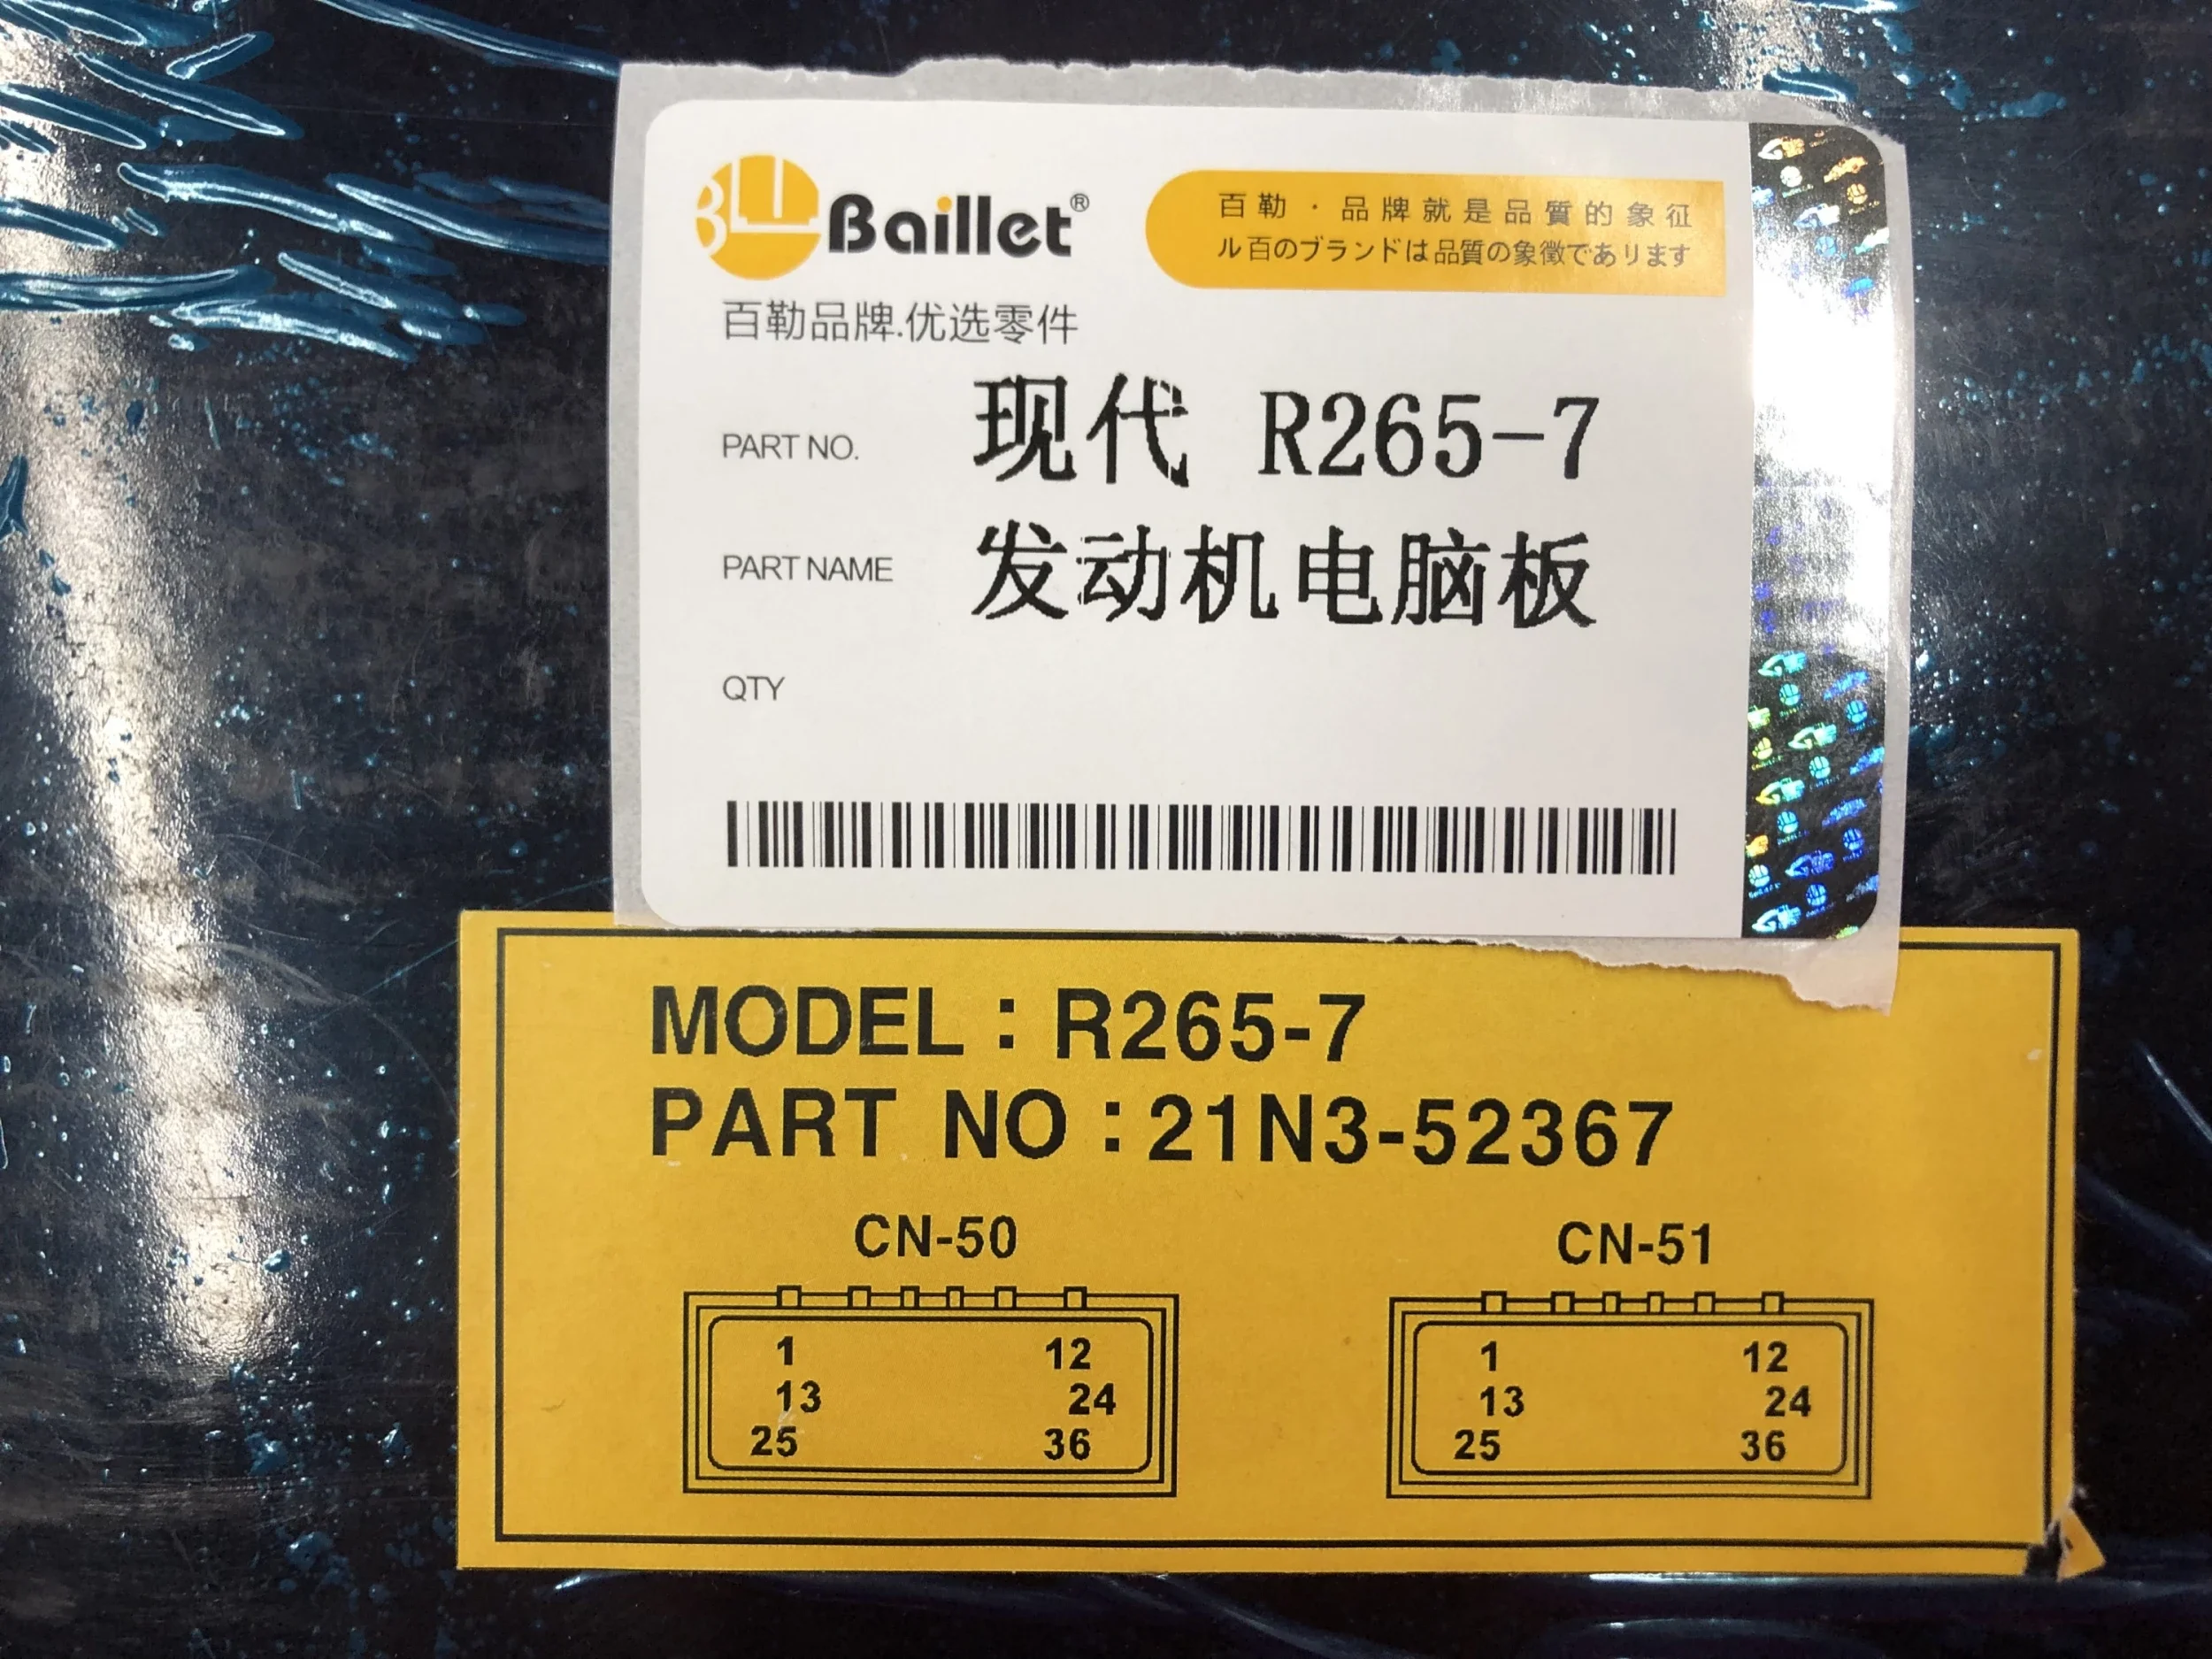 Baillet®
百勒·品牌就是品質的象征
ル百のブランドは品質の象徴であります
百勒品牌.优选零件
PART NO. 现代 R265-7
PART NAME 发动机电脑板
QTY
MODEL : R265-7
PART NO : 21N3-52367
CN-50 CN-51
1 12 1 12
13 24 13 24
25 36 25 36